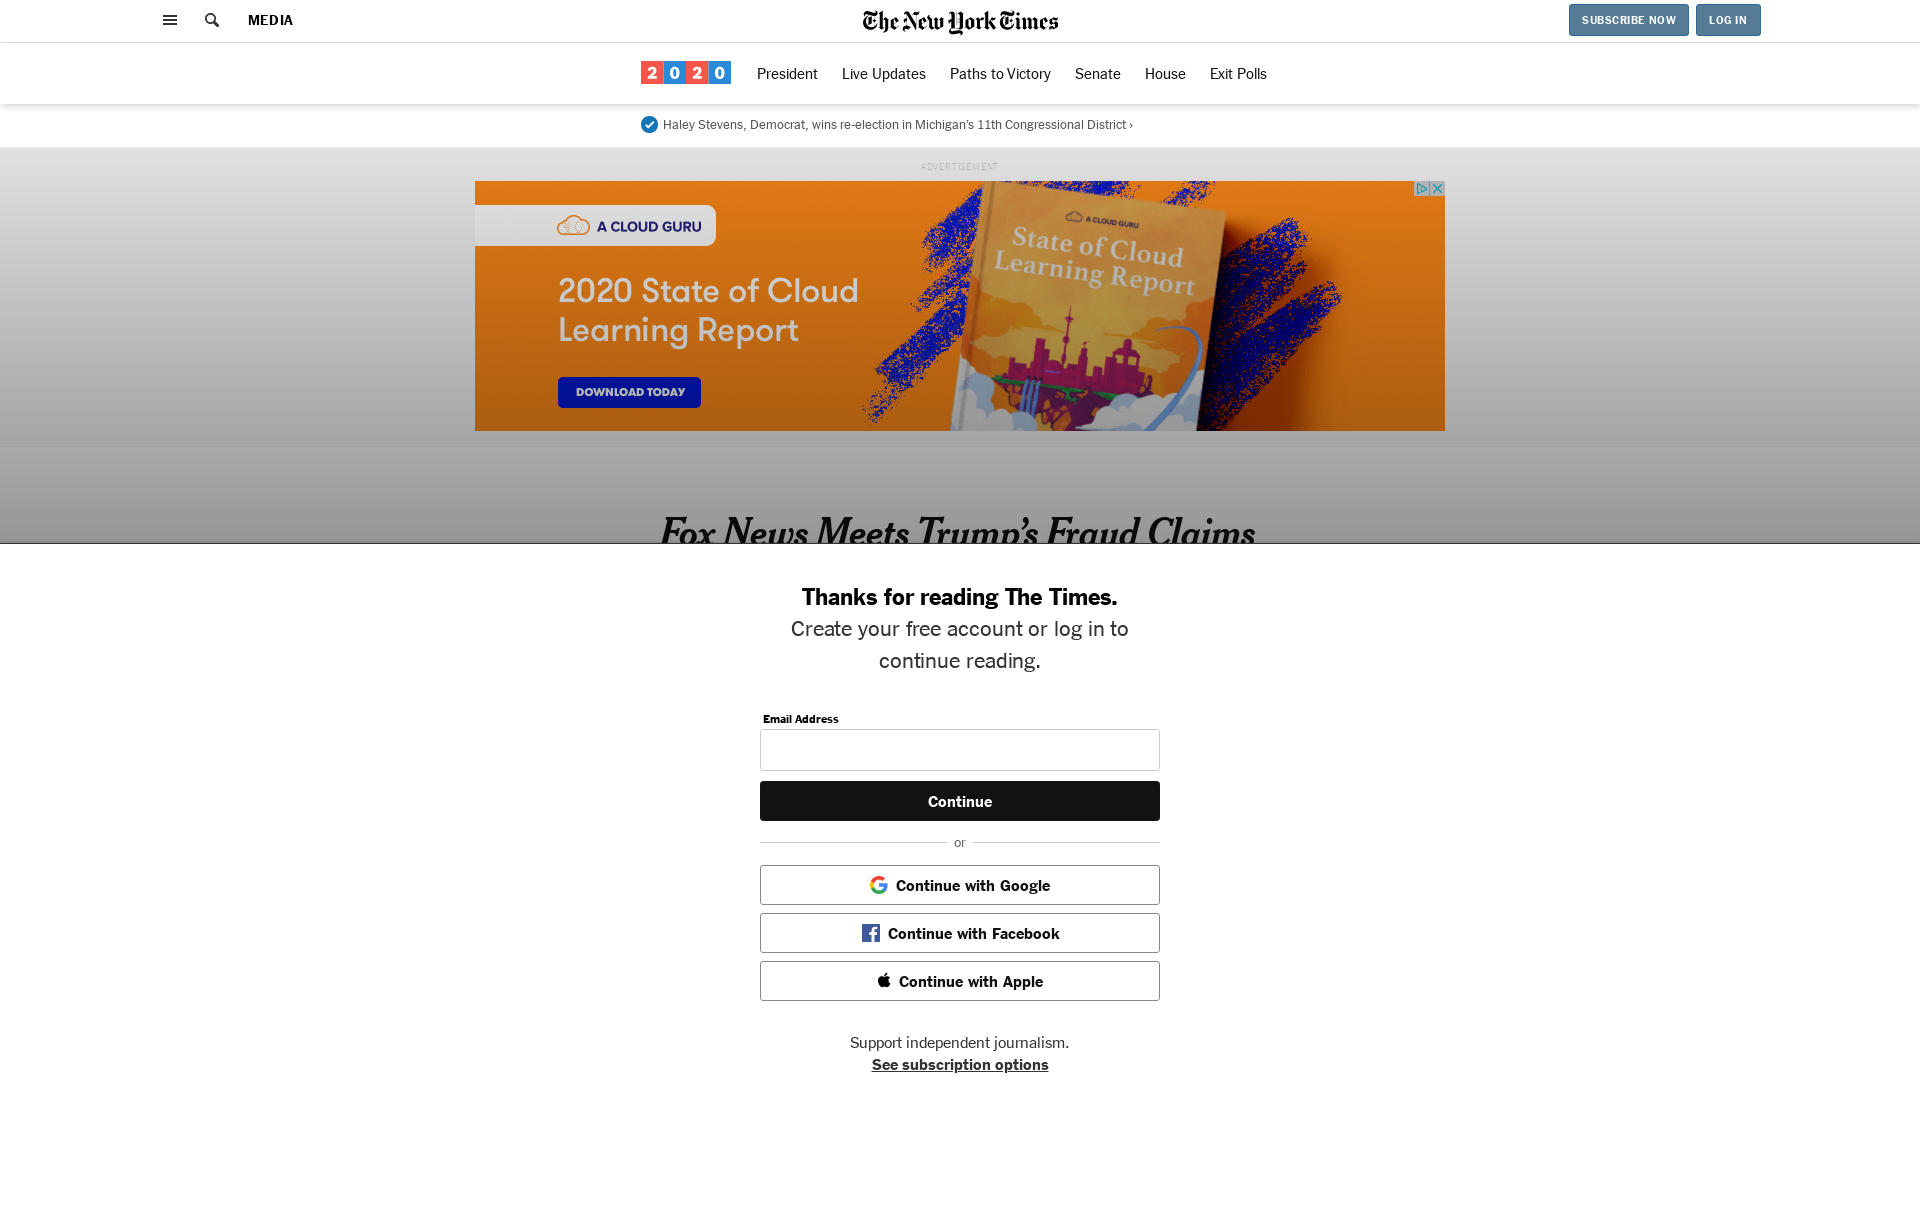 MEDIA
The New York Times
SUBSCRIBE NOW
LOG IN
2020
President
Live Updates
Paths to Victory
Senate
House
Exit Polls
Haley Stevens, Democrat, wins re-election in Michigan’s 11th Congressional District ›
ADVERTISEMENT
A CLOUD GURU
2020 State of Cloud
Learning Report
DOWNLOAD TODAY
A CLOUD GURU
State of Cloud
Learning Report
Fox News Meets Trump’s Fraud Claims
Thanks for reading The Times.
Create your free account or log in to
continue reading.
Email Address
Continue
or
Continue with Google
Continue with Facebook
Continue with Apple
Support independent journalism.
See subscription options